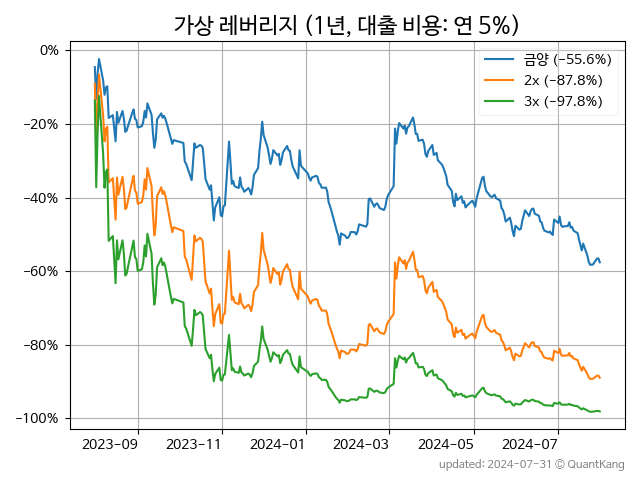 가상 레버리지 (1년, 대출 비용: 연 5%)
금양 (−55.6%)
2x (−87.8%)
3x (−97.8%)
0%
−20%
−40%
−60%
−80%
−100%
2023-09 2023-11 2024-01 2024-03 2024-05 2024-07
updated: 2024-07-31 © QuantKang